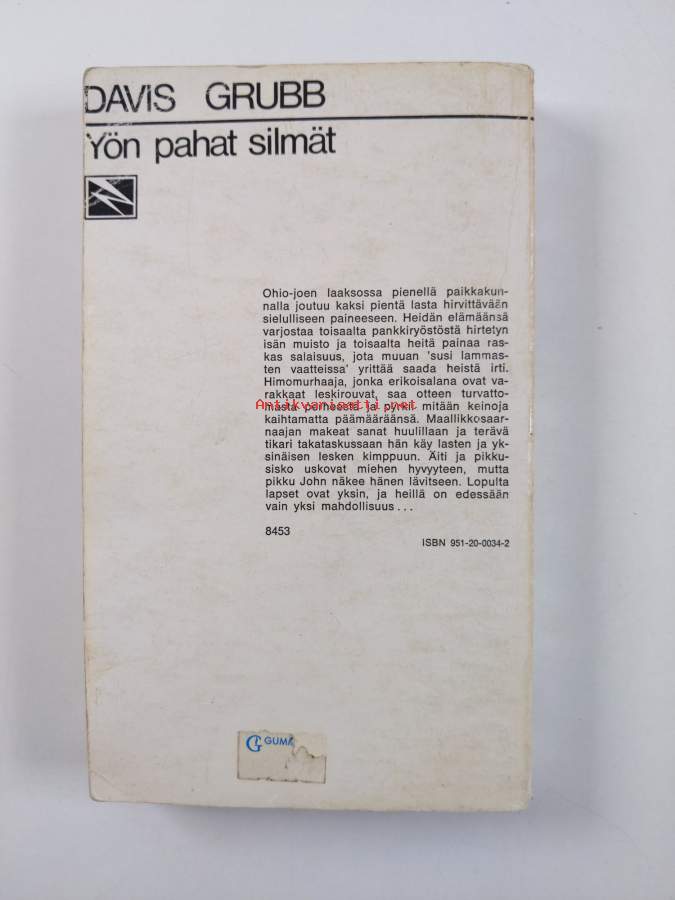 DAVIS GRUBB
Yön pahat silmät
Ohio-joen laaksossa pienellä paikkakun-
nalla joutuu kaksi pientä lasta hirvittävään
sielulliseen paineeseen. Heidän elämäänsä
varjostaa toisaalta pankkiryöstöstä hirtetyn
isän muisto ja toisaalta heitä painaa ras-
kas salaisuus, jota muuan 'susi lammas-
ten vaatteissa' yrittää saada heistä irti.
Himomurhaaja, jonka erikoisalana ovat va-
rakkaat leskirouvat, saa otteen turvatto-
masta perheestä ja pyrkii mitään keinoja
Antikvariaatti.net
kaihtamatta päämääräänsä. Maallikkosaar-
naajan makeat sanat huulillaan ja terävä
tikari takataskussaan hän käy lasten ja yk-
sinäisen lesken kimppuun. Äiti ja pikku-
sisko uskovat miehen hyvyyteen, mutta
pikku John näkee hänen lävitseen. Lopulta
lapset ovat yksin, ja heillä on edessään
vain yksi mahdollisuus...
8453
ISBN 951-20-0034-2
GUMM